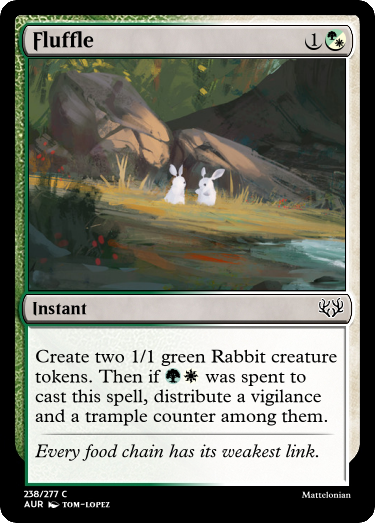 Fluffle 1
Instant
Create two 1/1 green Rabbit creature
tokens. Then if was spent to
cast this spell, distribute a vigilance
and a trample counter among them.
Every food chain has its weakest link.
238/277 C
AUR TOM-LOPEZ Mattelonian